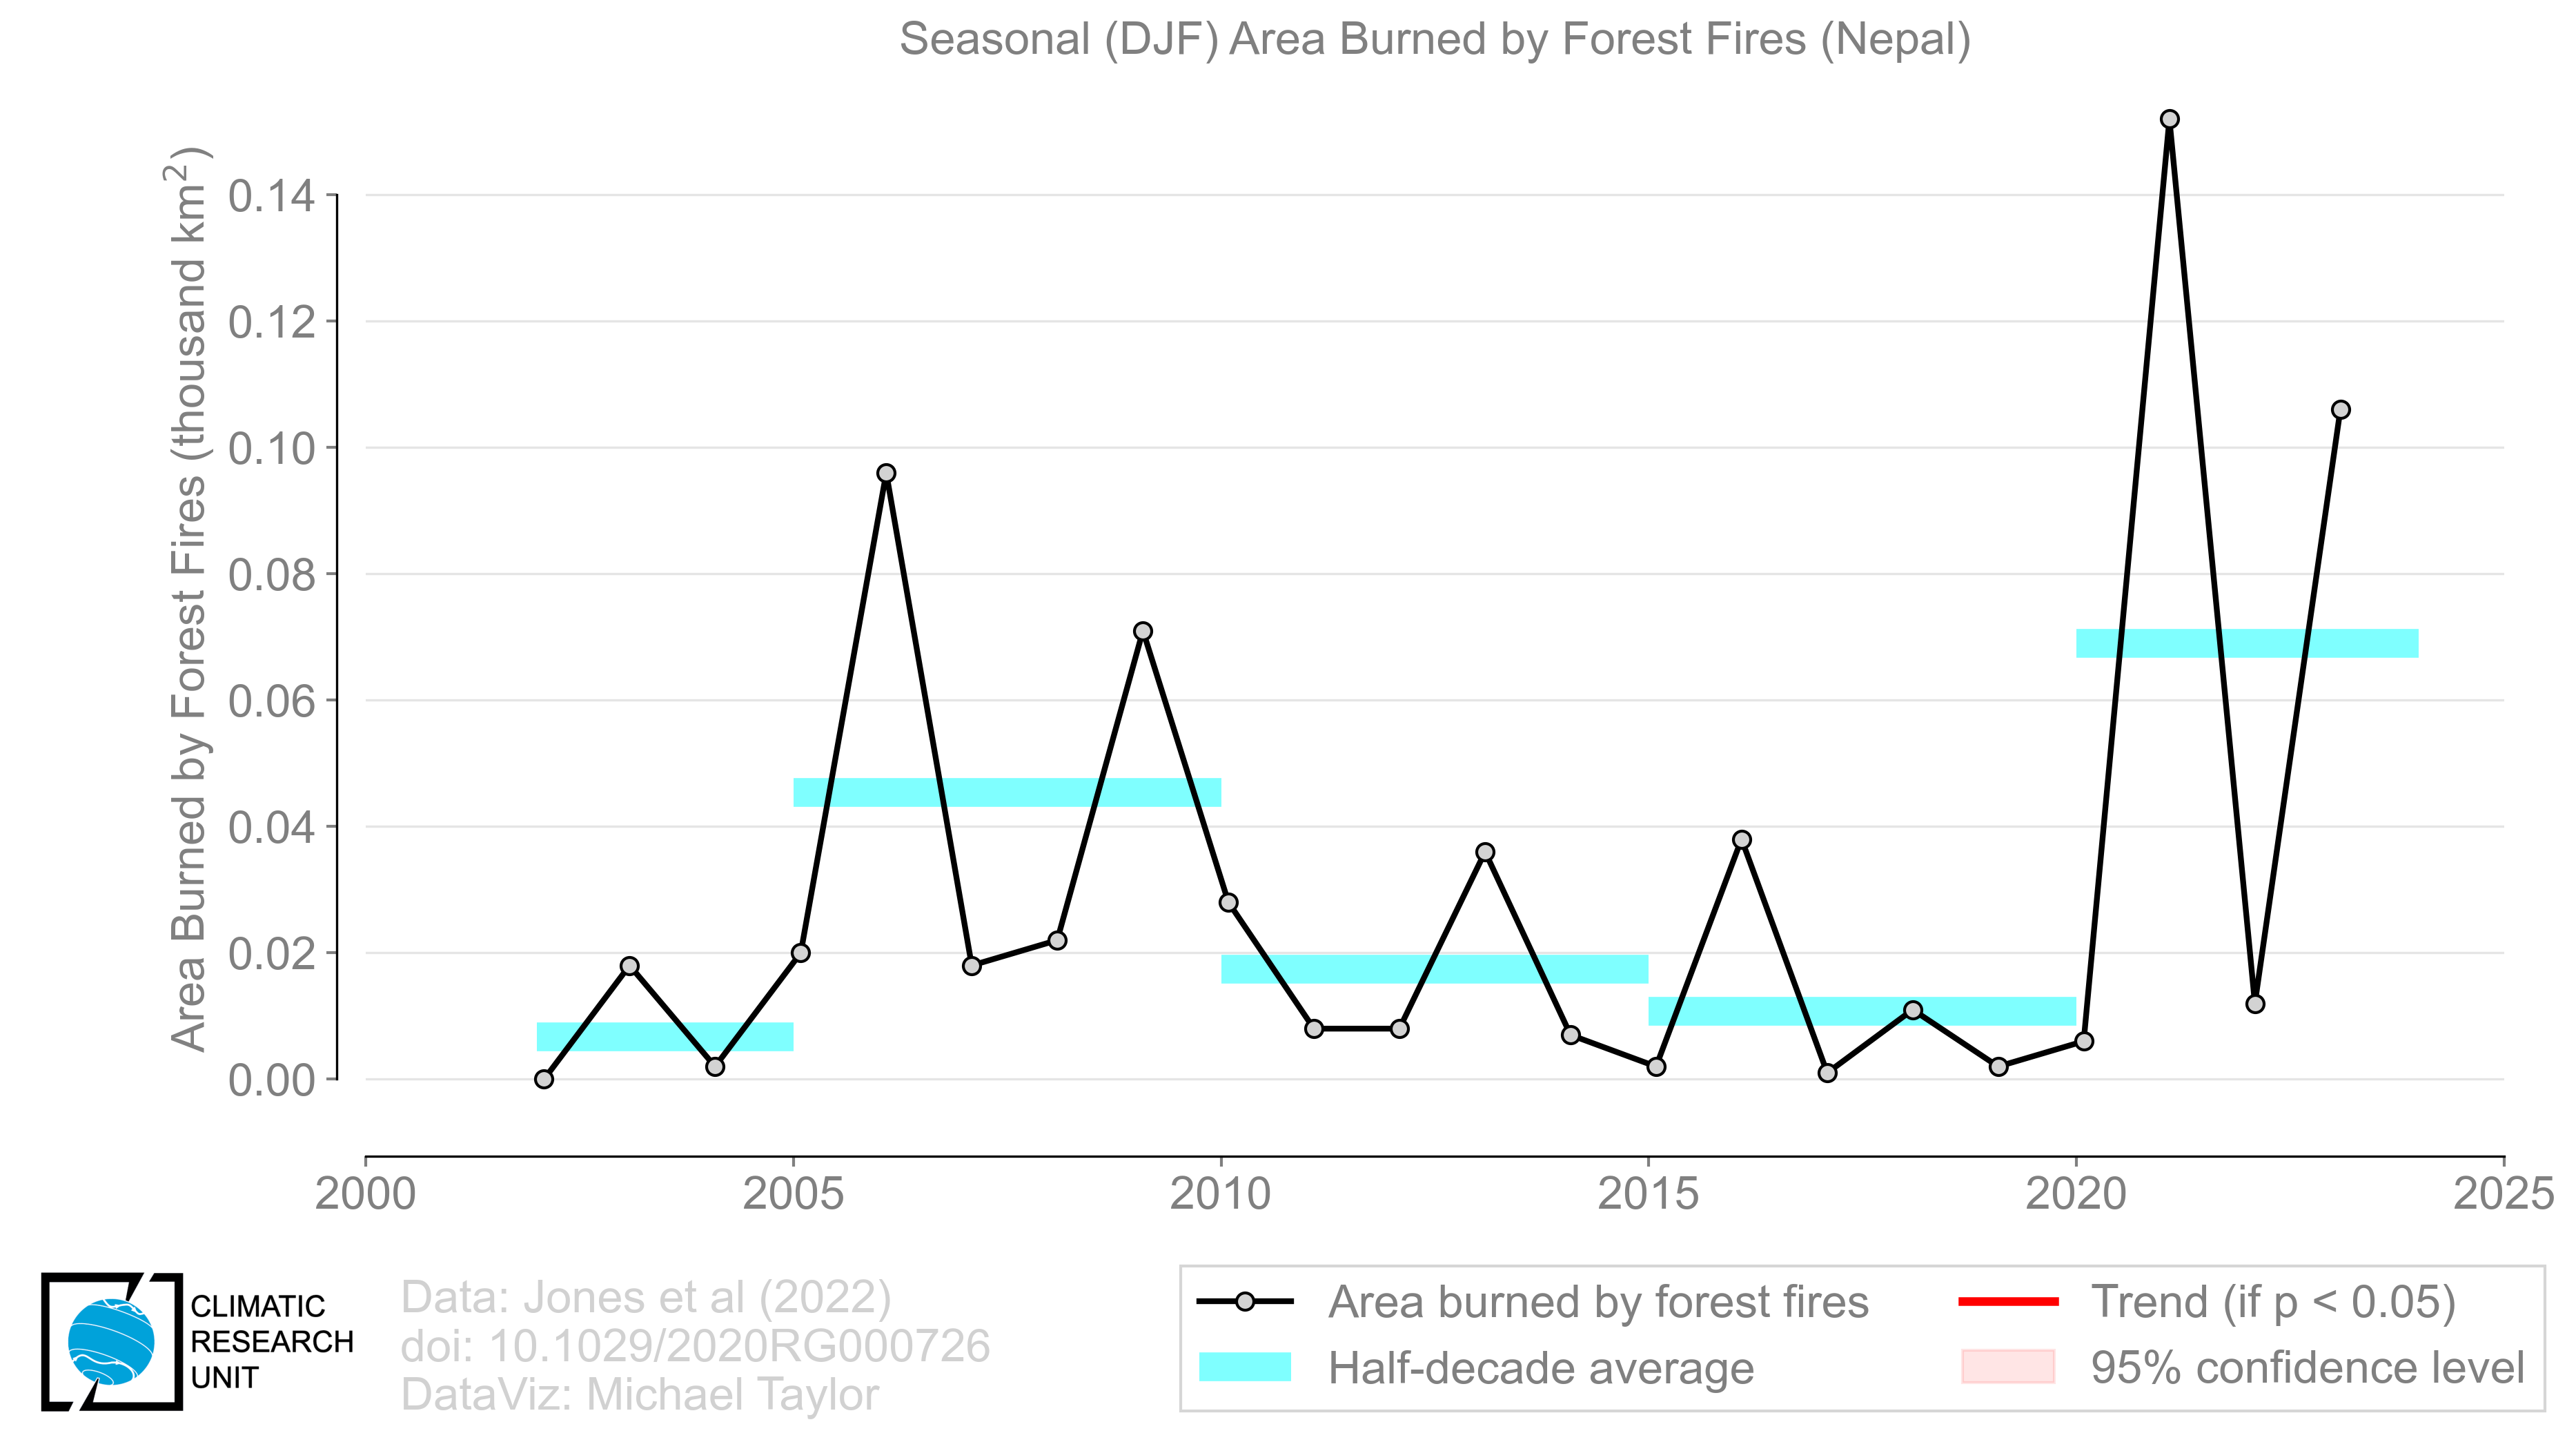 Seasonal (DJF) Area Burned by Forest Fires (Nepal)
Area Burned by Forest Fires (thousand km²)
0.14
0.12
0.10
0.08
0.06
0.04
0.02
0.00
2000
2005
2010
2015
2020
2025
CLIMATIC
RESEARCH
UNIT
Data: Jones et al (2022)
doi: 10.1029/2020RG000726
DataViz: Michael Taylor
Area burned by forest fires
Half-decade average
Trend (if p < 0.05)
95% confidence level